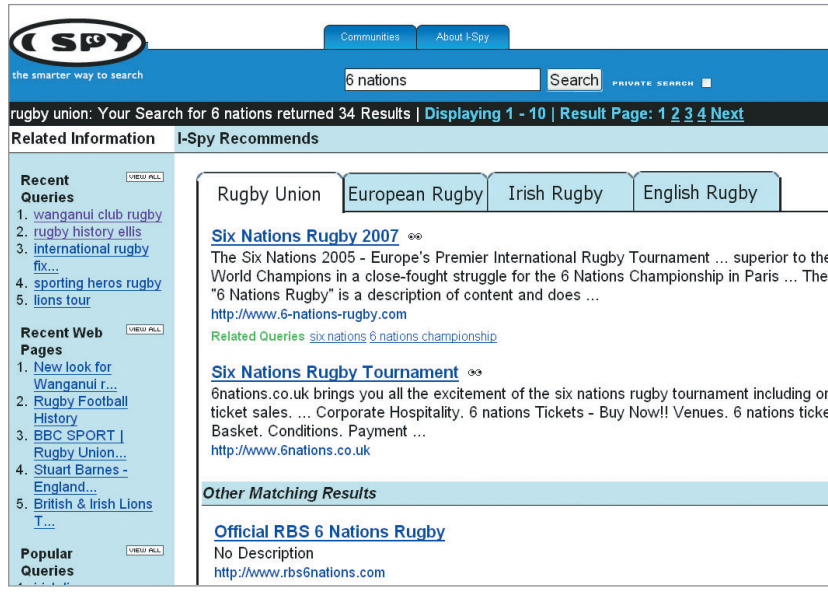 I SPY
the smarter way to search
Communities
About I-Spy
6 nations
Search
PRIVATE SEARCH
rugby union: Your Search for 6 nations returned 34 Results | Displaying 1 - 10 | Result Page: 1 2 3 4 Next
Related Information
I-Spy Recommends
Recent
Queries
VIEW ALL
1. wanganui club rugby
2. rugby history ellis
3. international rugby
fix...
4. sporting heros rugby
5. lions tour
Recent Web
Pages
VIEW ALL
1. New look for
Wanganui r...
2. Rugby Football
History
3. BBC SPORT |
Rugby Union...
4. Stuart Barnes -
England...
5. British & Irish Lions
T...
Popular
Queries
VIEW ALL
Rugby Union
European Rugby
Irish Rugby
English Rugby
Six Nations Rugby 2007
The Six Nations 2005 - Europe's Premier International Rugby Tournament ... superior to the
World Champions in a close-fought struggle for the 6 Nations Championship in Paris ... The
"6 Nations Rugby" is a description of content and does ...
http://www.6-nations-rugby.com
Related Queries six nations 6 nations championship
Six Nations Rugby Tournament
6nations.co.uk brings you all the excitement of the six nations rugby tournament including
ticket sales. ... Corporate Hospitality. 6 nations Tickets - Buy Now!! Venues. 6 nations
Basket. Conditions. Payment ...
http://www.6nations.co.uk
Other Matching Results
Official RBS 6 Nations Rugby
No Description
http://www.rbs6nations.com